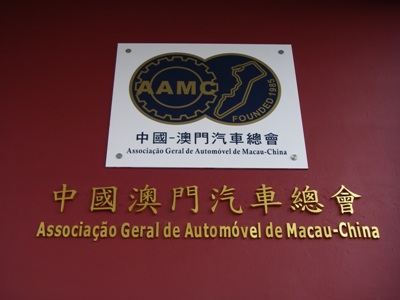 AAMC
FOUNDED 1985
中國-澳門汽車總會
Associação Geral de Automóvel de Macau-China
中國澳門汽車總會
Associação Geral de Automóvel de Macau-China